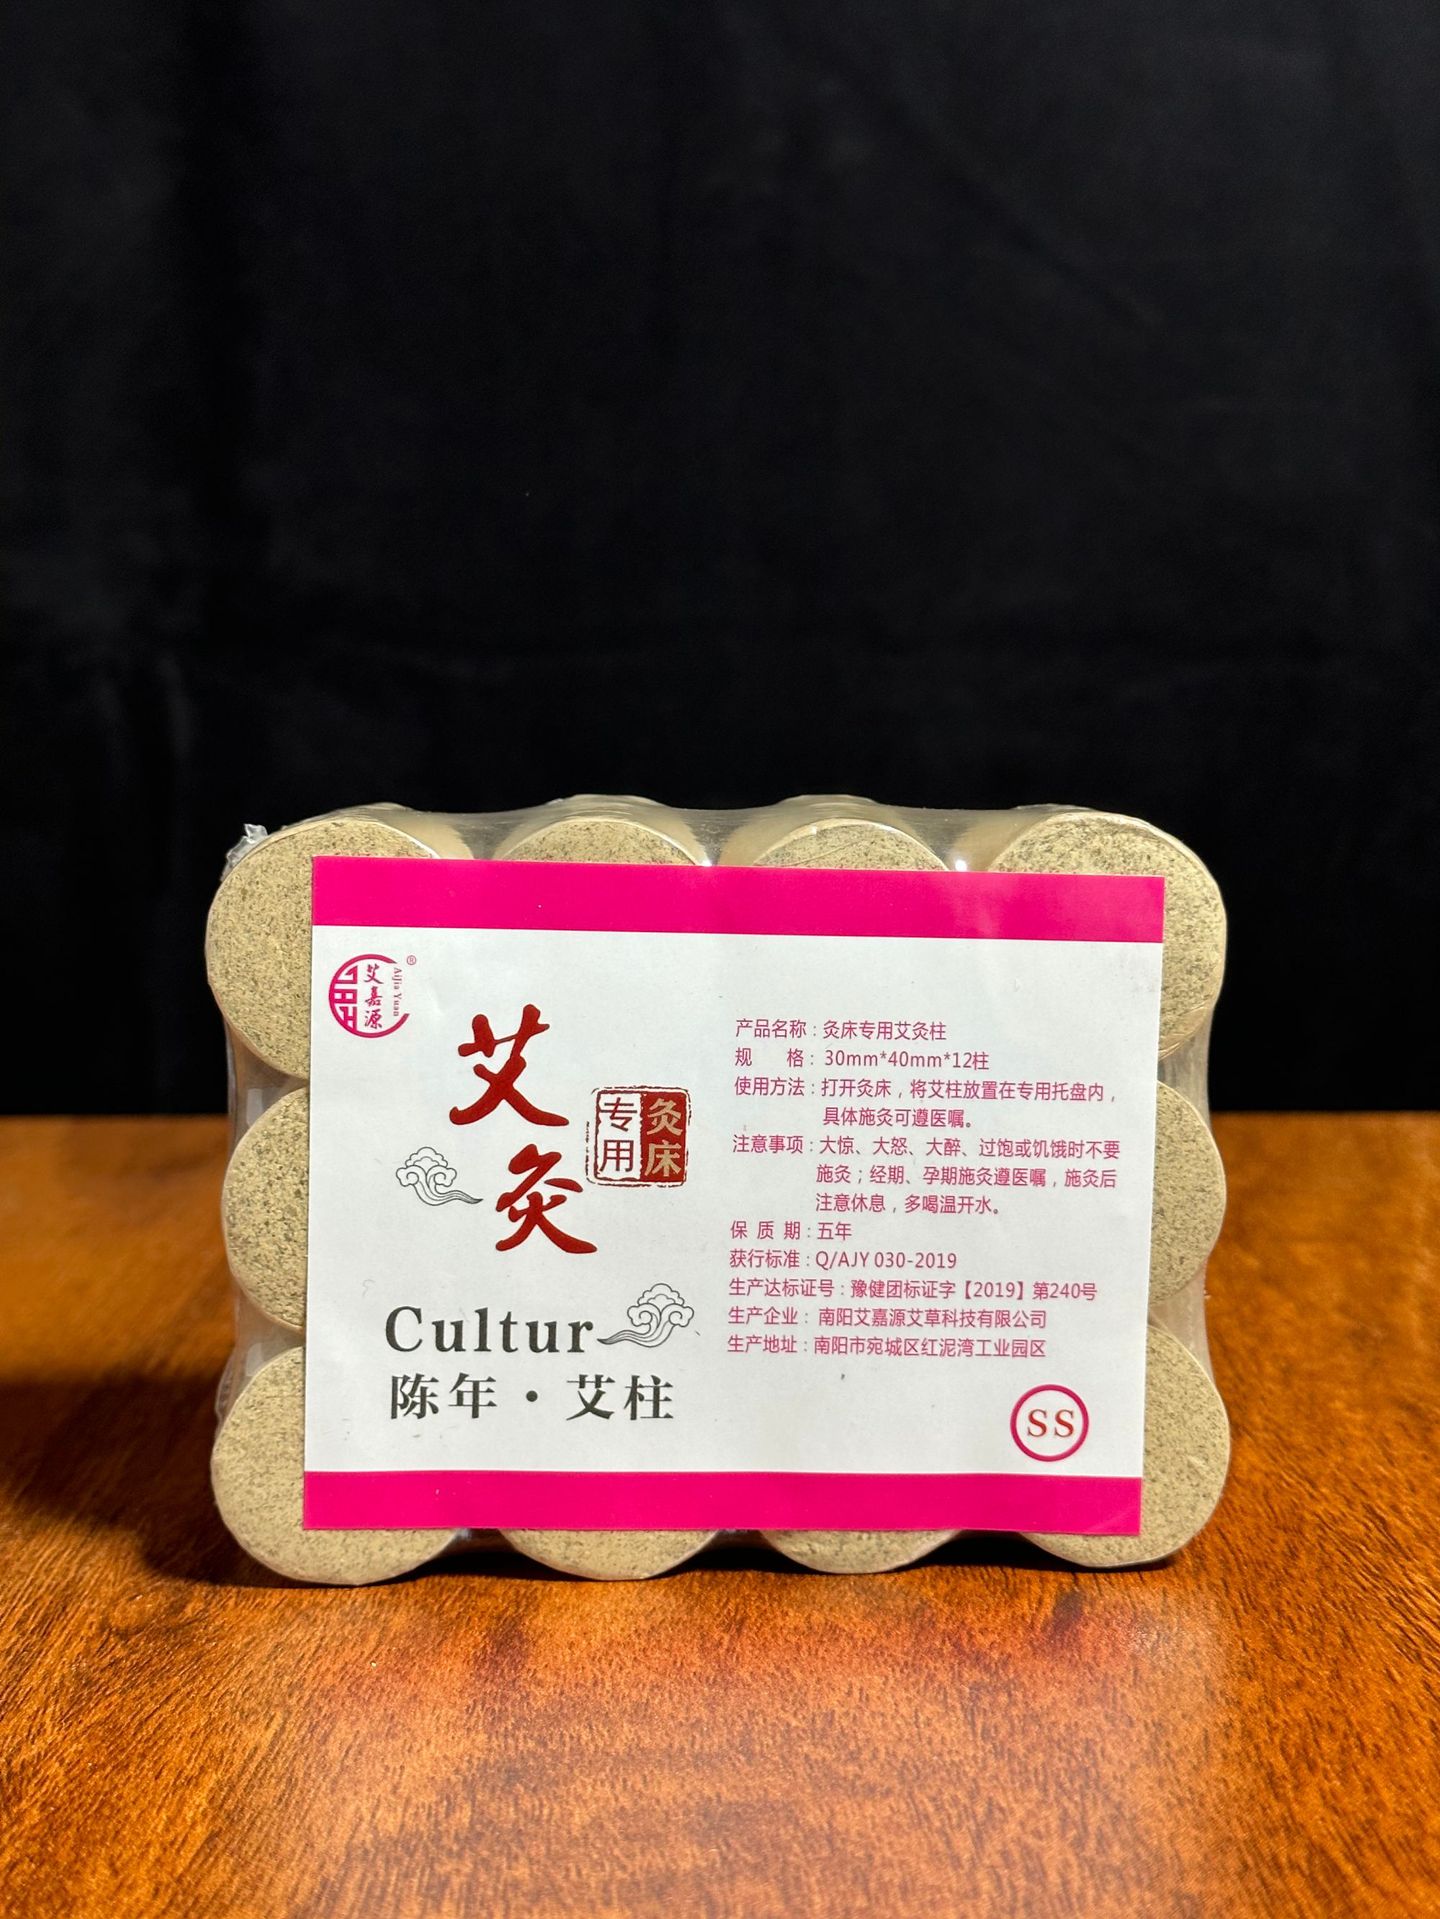 艾嘉源
Aijia Yuan
®
艾灸
灸床
专用
Cultur
陈年·艾柱
产品名称：灸床专用艾灸柱
规 格：30mm*40mm*12柱
使用方法：打开灸床，将艾柱放置在专用托盘内，
具体施灸可遵医嘱。
注意事项：大惊、大怒、大醉、过饱或饥饿时不要
施灸；经期、孕期施灸遵医嘱，施灸后
注意休息，多喝温开水。
保 质 期：五年
获行标准：Q/AJY 030-2019
生产达标证号：豫健团标证字【2019】第240号
生产企业：南阳艾嘉源艾草科技有限公司
生产地址：南阳市宛城区红泥湾工业园区
SS